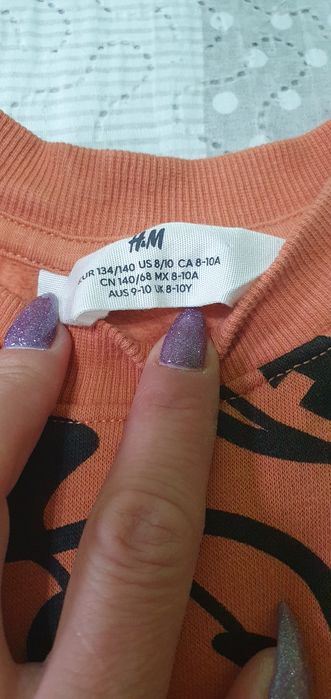 H&M
EUR 134/140 US 8/10 CA 8-10A
CN 140/68 MX 8-10A
AUS 9-10 UK 8-10Y